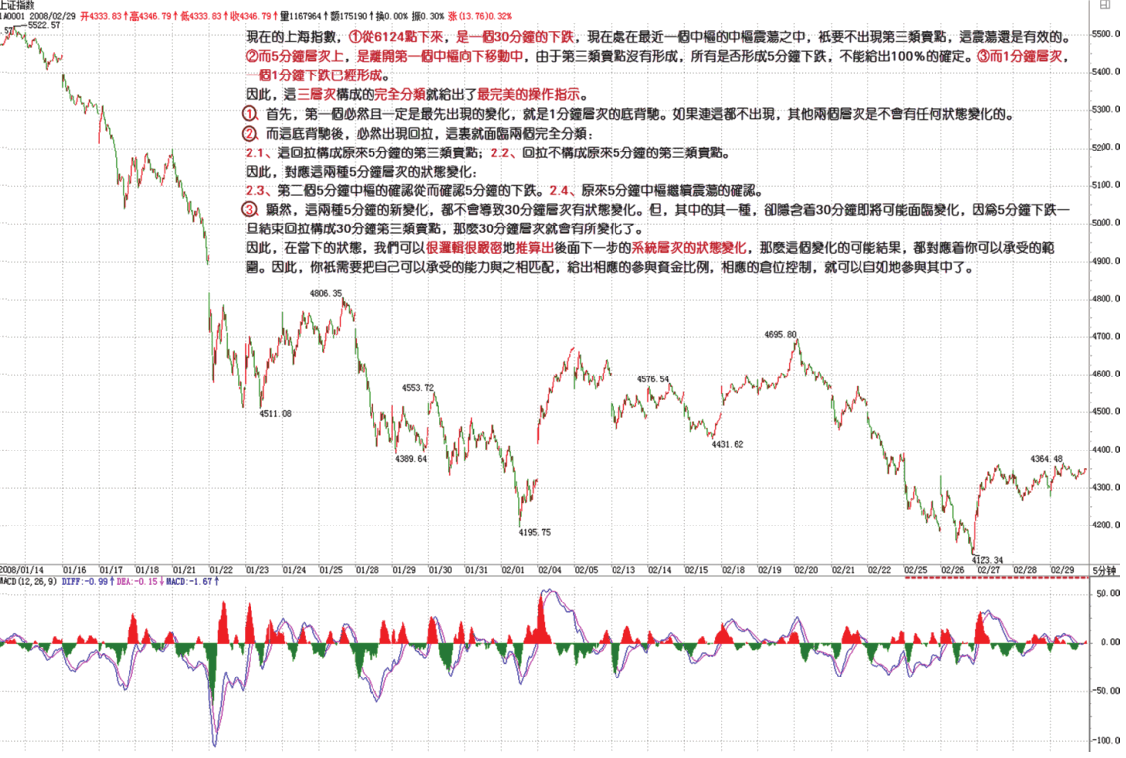 上证指数
1A0001 2008/02/29 开4333.83↑高4346.79↑低4333.83↑收4346.79↑量1167964↑额175190↑换0.00% 振0.30% 涨(13.76)0.32%
現在的上海指數，①從6124點下來，是一個30分鐘的下跌，現在處在最近一個中樞的中樞震蕩之中，衹要不出現第三類賣點，這震蕩還是有效的。
②而5分鐘層次上，是離開第一個中樞向下移動中，由于第三類賣點沒有形成，所有是否形成5分鐘下跌，不能給出100%的確定。③而1分鐘層次，
一個1分鐘下跌已經形成。
因此，這三層次構成的完全分類就給出了最完美的操作指示。
①、首先，第一個必然且一定是最先出現的變化，就是1分鐘層次的底背馳。如果連這都不出現，其他兩個層次是不會有任何狀態變化的。
②、而這底背馳後，必然出現回拉，這裏就面臨兩個完全分類：
2.1、這回拉構成原來5分鐘的第三類賣點；2.2、回拉不構成原來5分鐘的第三類賣點。
因此，對應這兩種5分鐘層次的狀態變化：
2.3、第二個5分鐘中樞的確認從而確認5分鐘的下跌。2.4、原來5分鐘中樞繼續震蕩的確認。
③、顯然，這兩種5分鐘的新變化，都不會導致30分鐘層次有狀態變化。但，其中的其一種，卻隱含着30分鐘即將可能面臨變化，因爲5分鐘下跌一
旦結束回拉構成30分鐘第三類賣點，那麼30分鐘層次就會有所變化了。
因此，在當下的狀態，我們可以很邏輯很嚴密地推算出後面下一步的系統層次的狀態變化，那麼這個變化的可能結果，都對應着你可以承受的範
圍。因此，你衹需要把自己可以承受的能力與之相匹配，給出相應的參與資金比例，相應的倉位控制，就可以自如地參與其中了。
5522.57
5500.0
5400.0
5300.0
5200.0
5100.0
5000.0
4900.0
4800.0
4700.0
4600.0
4500.0
4400.0
4300.0
4200.0
4806.35
4511.08
4553.72
4389.64
4195.75
4576.54
4431.62
4695.80
4364.48
4123.34
2008/01/14 01/16 01/17 01/18 01/21 01/22 01/23 01/24 01/25 01/28 01/29 01/30 01/31 02/01 02/04 02/05 02/13 02/14 02/15 02/18 02/19 02/20 02/21 02/22 02/25 02/26 02/27 02/28 02/29 5分钟
MACD(12,26,9) DIFF:-0.99↑DEA:-0.15↓MACD:-1.67↑
50.00
0.00
-50.00
-100.0